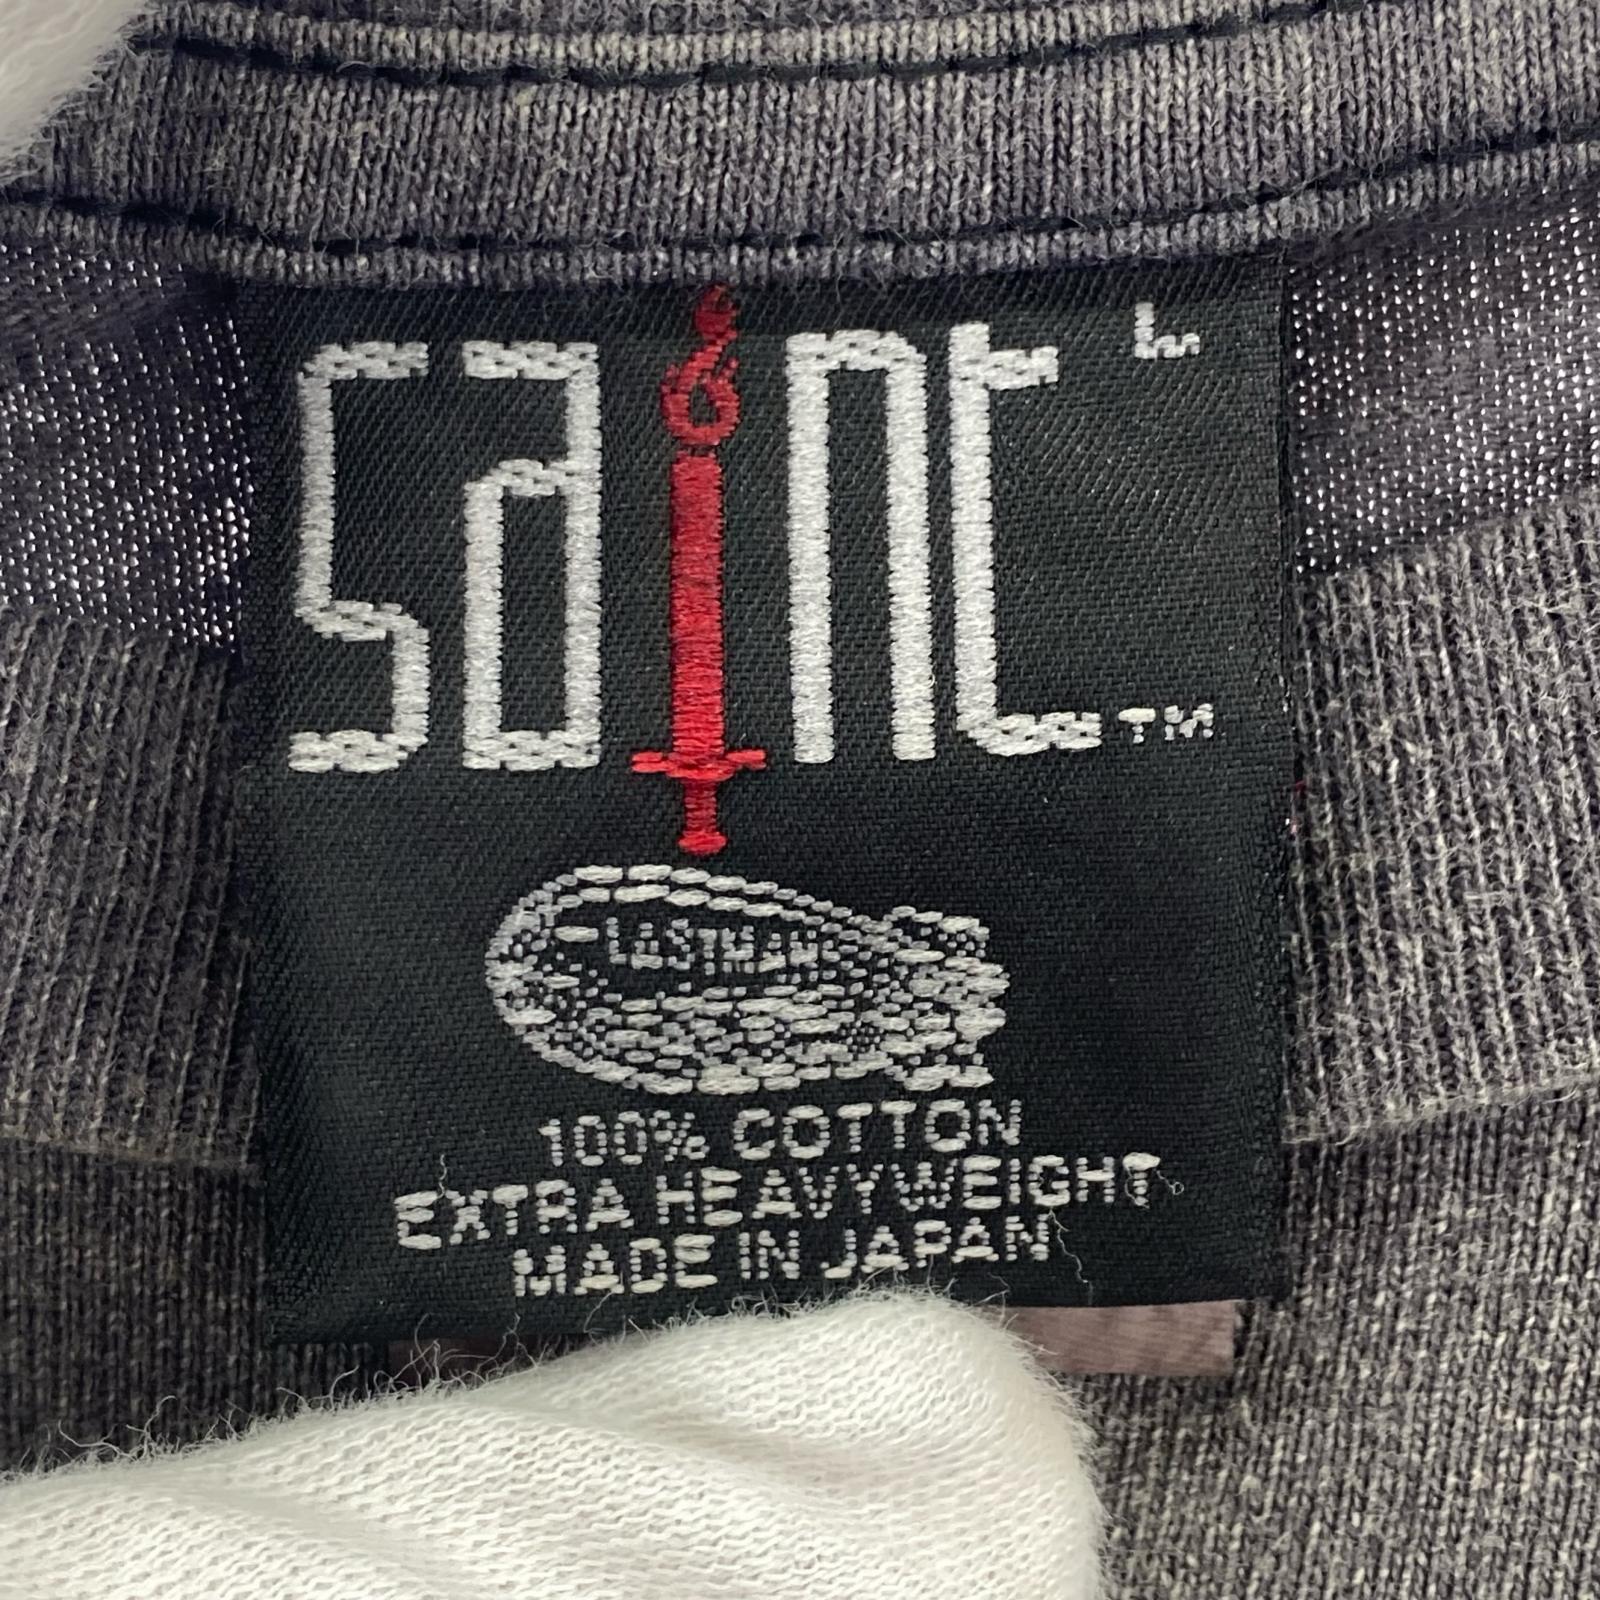 saint
L
TM
LASTMAN
100% COTTON
EXTRA HEAVYWEIGHT
MADE IN JAPAN